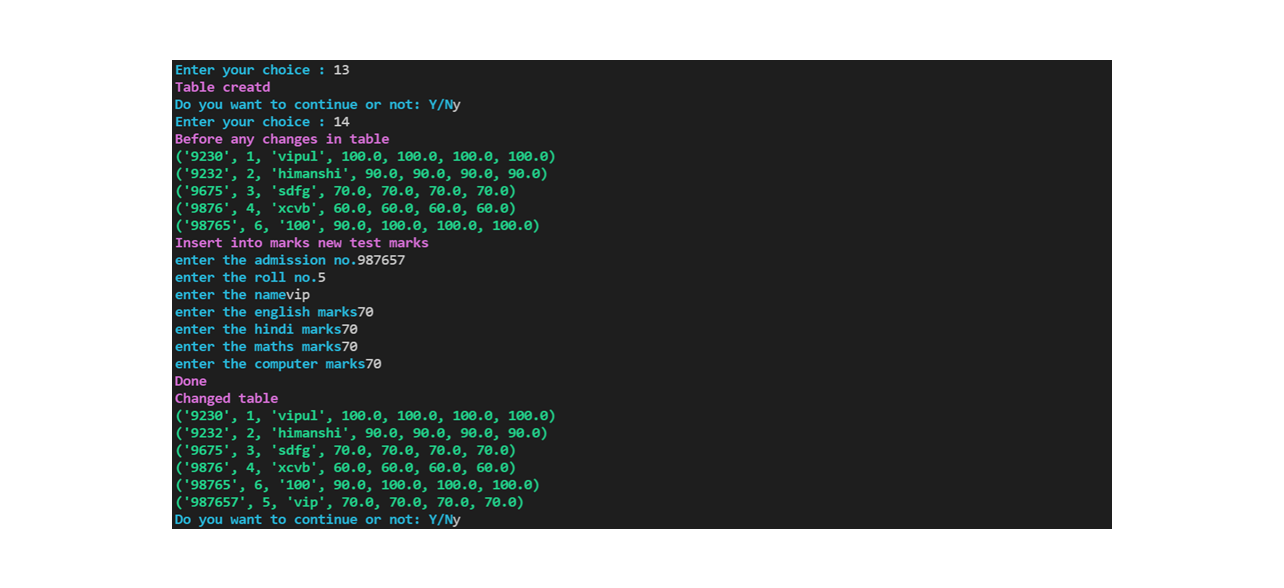 Enter your choice : 13
Table creatd
Do you want to continue or not: Y/Ny
Enter your choice : 14
Before any changes in table
('9230', 1, 'vipul', 100.0, 100.0, 100.0, 100.0)
('9232', 2, 'himanshi', 90.0, 90.0, 90.0, 90.0)
('9675', 3, 'sdfg', 70.0, 70.0, 70.0, 70.0)
('9876', 4, 'xcvb', 60.0, 60.0, 60.0, 60.0)
('98765', 6, '100', 90.0, 100.0, 100.0, 100.0)
Insert into marks new test marks
enter the admission no.987657
enter the roll no.5
enter the namevip
enter the english marks70
enter the hindi marks70
enter the maths marks70
enter the computer marks70
Done
Changed table
('9230', 1, 'vipul', 100.0, 100.0, 100.0, 100.0)
('9232', 2, 'himanshi', 90.0, 90.0, 90.0, 90.0)
('9675', 3, 'sdfg', 70.0, 70.0, 70.0, 70.0)
('9876', 4, 'xcvb', 60.0, 60.0, 60.0, 60.0)
('98765', 6, '100', 90.0, 100.0, 100.0, 100.0)
('987657', 5, 'vip', 70.0, 70.0, 70.0, 70.0)
Do you want to continue or not: Y/Ny